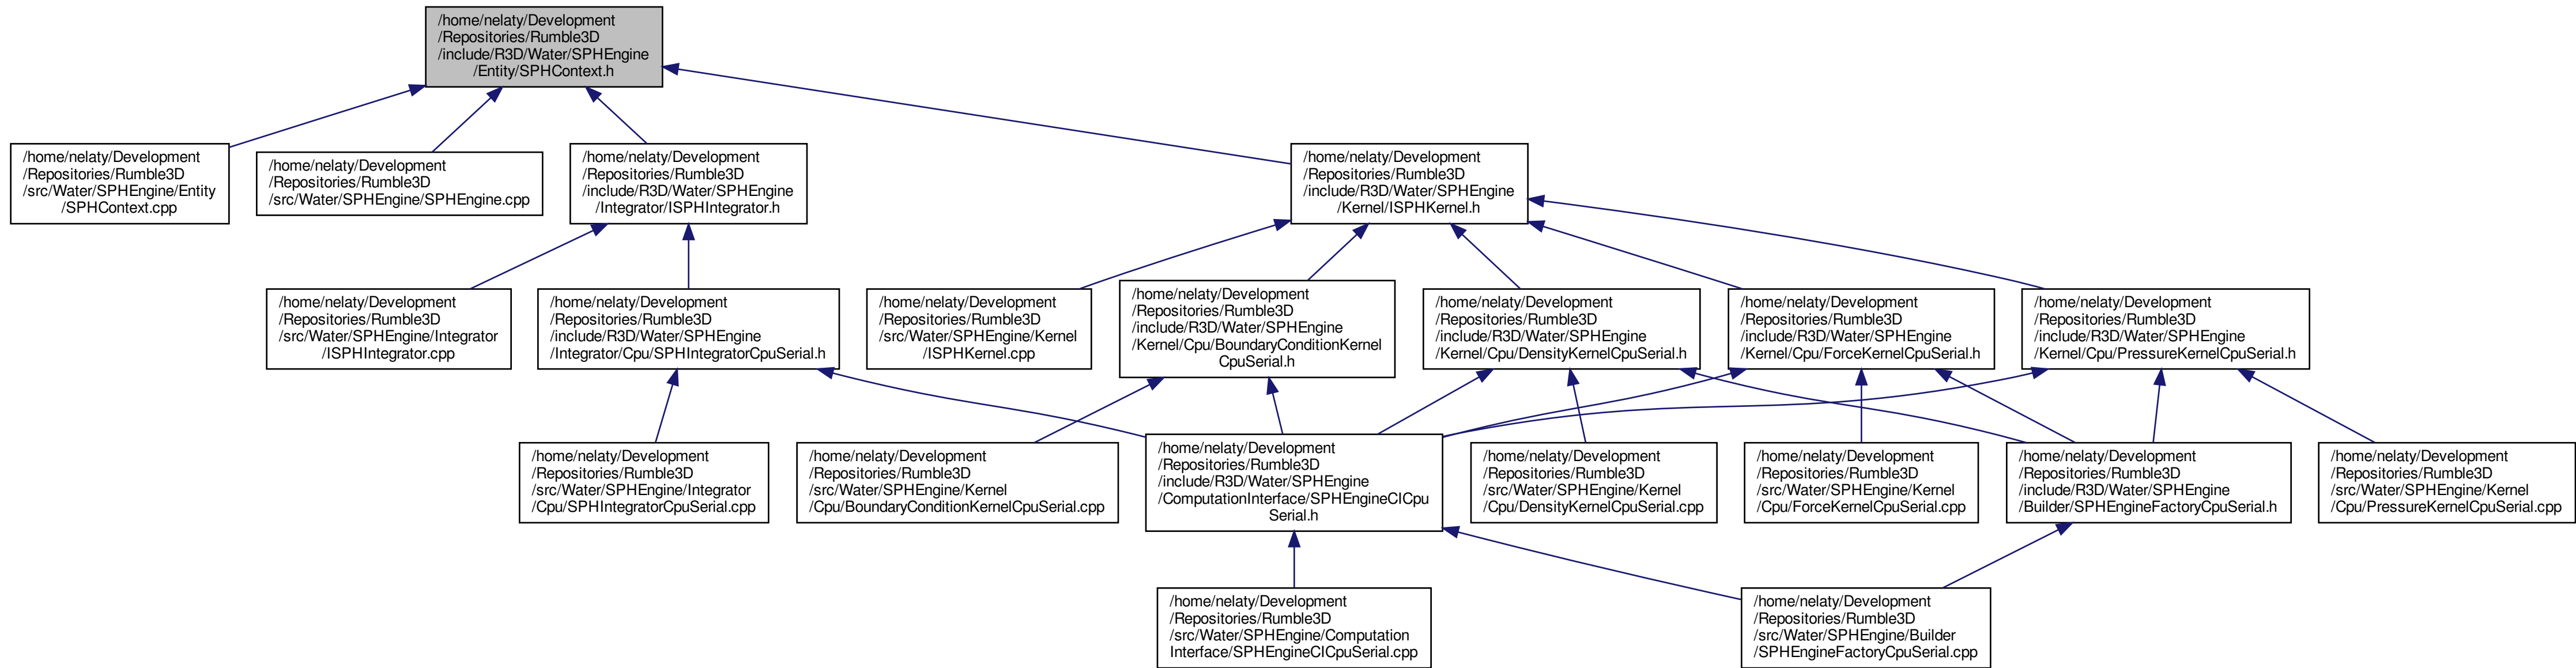 /home/nelaty/Development
/Repositories/Rumble3D
/include/R3D/Water/SPHEngine
/Entity/SPHContext.h
/home/nelaty/Development
/Repositories/Rumble3D
/src/Water/SPHEngine/Entity
/SPHContext.cpp
/home/nelaty/Development
/Repositories/Rumble3D
/src/Water/SPHEngine/SPHEngine.cpp
/home/nelaty/Development
/Repositories/Rumble3D
/include/R3D/Water/SPHEngine
/Integrator/ISPHIntegrator.h
/home/nelaty/Development
/Repositories/Rumble3D
/include/R3D/Water/SPHEngine
/Kernel/ISPHKernel.h
/home/nelaty/Development
/Repositories/Rumble3D
/src/Water/SPHEngine/Integrator
/ISPHIntegrator.cpp
/home/nelaty/Development
/Repositories/Rumble3D
/include/R3D/Water/SPHEngine
/Integrator/Cpu/SPHIntegratorCpuSerial.h
/home/nelaty/Development
/Repositories/Rumble3D
/src/Water/SPHEngine/Kernel
/ISPHKernel.cpp
/home/nelaty/Development
/Repositories/Rumble3D
/include/R3D/Water/SPHEngine
/Kernel/Cpu/BoundaryConditionKernel
CpuSerial.h
/home/nelaty/Development
/Repositories/Rumble3D
/include/R3D/Water/SPHEngine
/Kernel/Cpu/DensityKernelCpuSerial.h
/home/nelaty/Development
/Repositories/Rumble3D
/include/R3D/Water/SPHEngine
/Kernel/Cpu/ForceKernelCpuSerial.h
/home/nelaty/Development
/Repositories/Rumble3D
/include/R3D/Water/SPHEngine
/Kernel/Cpu/PressureKernelCpuSerial.h
/home/nelaty/Development
/Repositories/Rumble3D
/src/Water/SPHEngine/Integrator
/Cpu/SPHIntegratorCpuSerial.cpp
/home/nelaty/Development
/Repositories/Rumble3D
/src/Water/SPHEngine/Kernel
/Cpu/BoundaryConditionKernelCpuSerial.cpp
/home/nelaty/Development
/Repositories/Rumble3D
/include/R3D/Water/SPHEngine
/ComputationInterface/SPHEngineCICpu
Serial.h
/home/nelaty/Development
/Repositories/Rumble3D
/src/Water/SPHEngine/Kernel
/Cpu/DensityKernelCpuSerial.cpp
/home/nelaty/Development
/Repositories/Rumble3D
/src/Water/SPHEngine/Kernel
/Cpu/ForceKernelCpuSerial.cpp
/home/nelaty/Development
/Repositories/Rumble3D
/include/R3D/Water/SPHEngine
/Builder/SPHEngineFactoryCpuSerial.h
/home/nelaty/Development
/Repositories/Rumble3D
/src/Water/SPHEngine/Kernel
/Cpu/PressureKernelCpuSerial.cpp
/home/nelaty/Development
/Repositories/Rumble3D
/src/Water/SPHEngine/Computation
Interface/SPHEngineCICpuSerial.cpp
/home/nelaty/Development
/Repositories/Rumble3D
/src/Water/SPHEngine/Builder
/SPHEngineFactoryCpuSerial.cpp